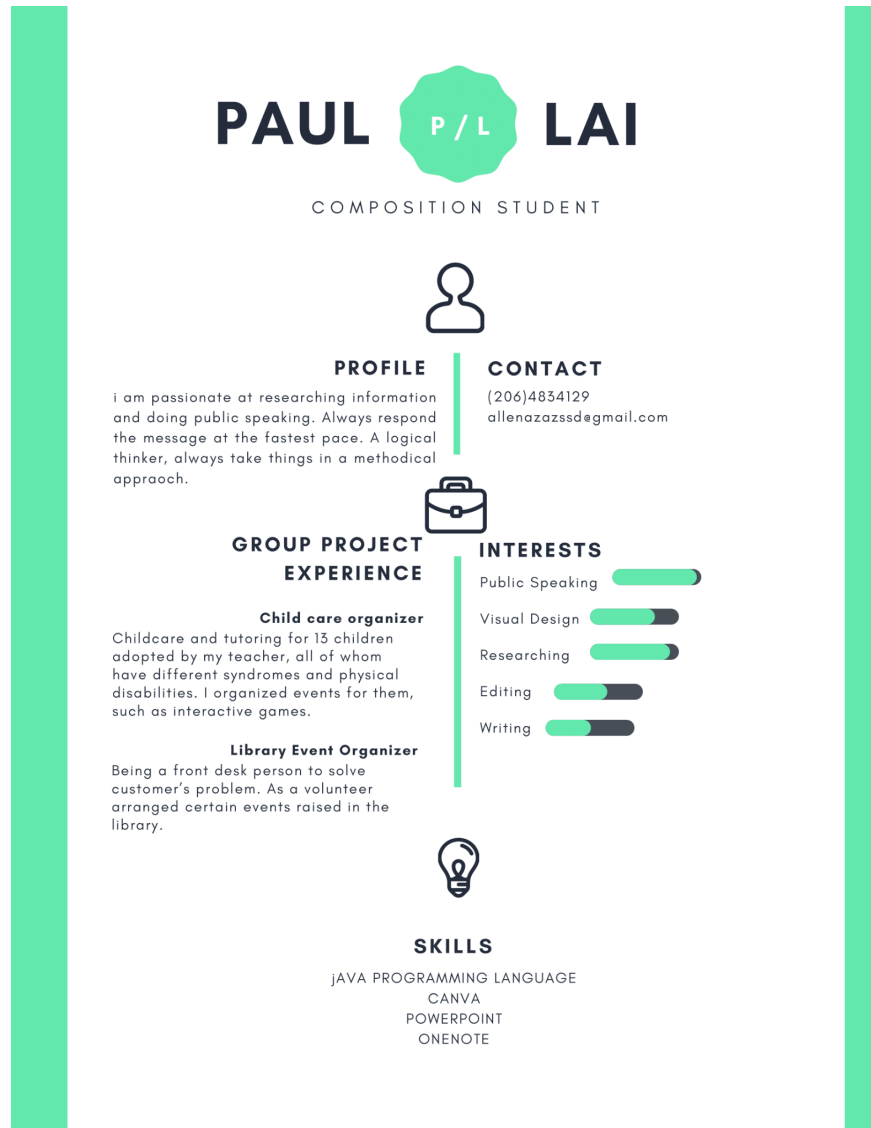 PAUL P / L LAI
COMPOSITION STUDENT
PROFILE
i am passionate at researching information
and doing public speaking. Always respond
the message at the fastest pace. A logical
thinker, always take things in a methodical
appraoch.
CONTACT
(206)4834129
allenazazssd@gmail.com
GROUP PROJECT
EXPERIENCE
Child care organizer
Childcare and tutoring for 13 children
adopted by my teacher, all of whom
have different syndromes and physical
disabilities. I organized events for them,
such as interactive games.
Library Event Organizer
Being a front desk person to solve
customer's problem. As a volunteer
arranged certain events raised in the
library.
INTERESTS
Public Speaking
Visual Design
Researching
Editing
Writing
SKILLS
jAVA PROGRAMMING LANGUAGE
CANVA
POWERPOINT
ONENOTE